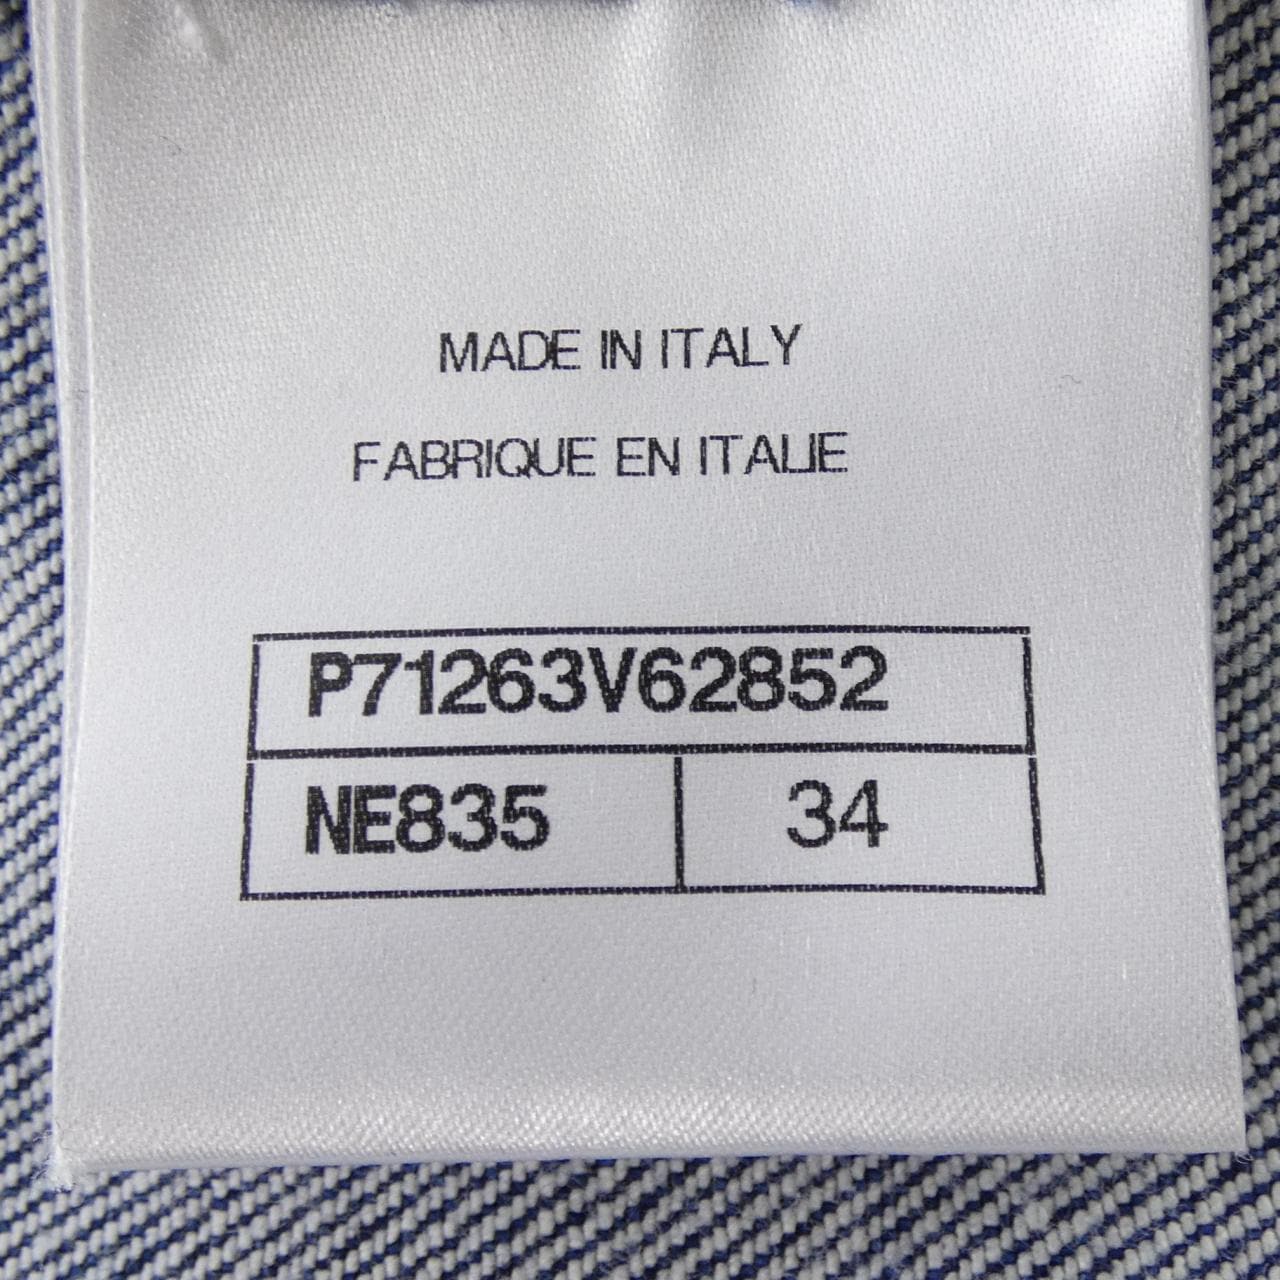 MADE IN ITALY
FABRIQUE EN ITALIE
P71263V62852
NE835 34